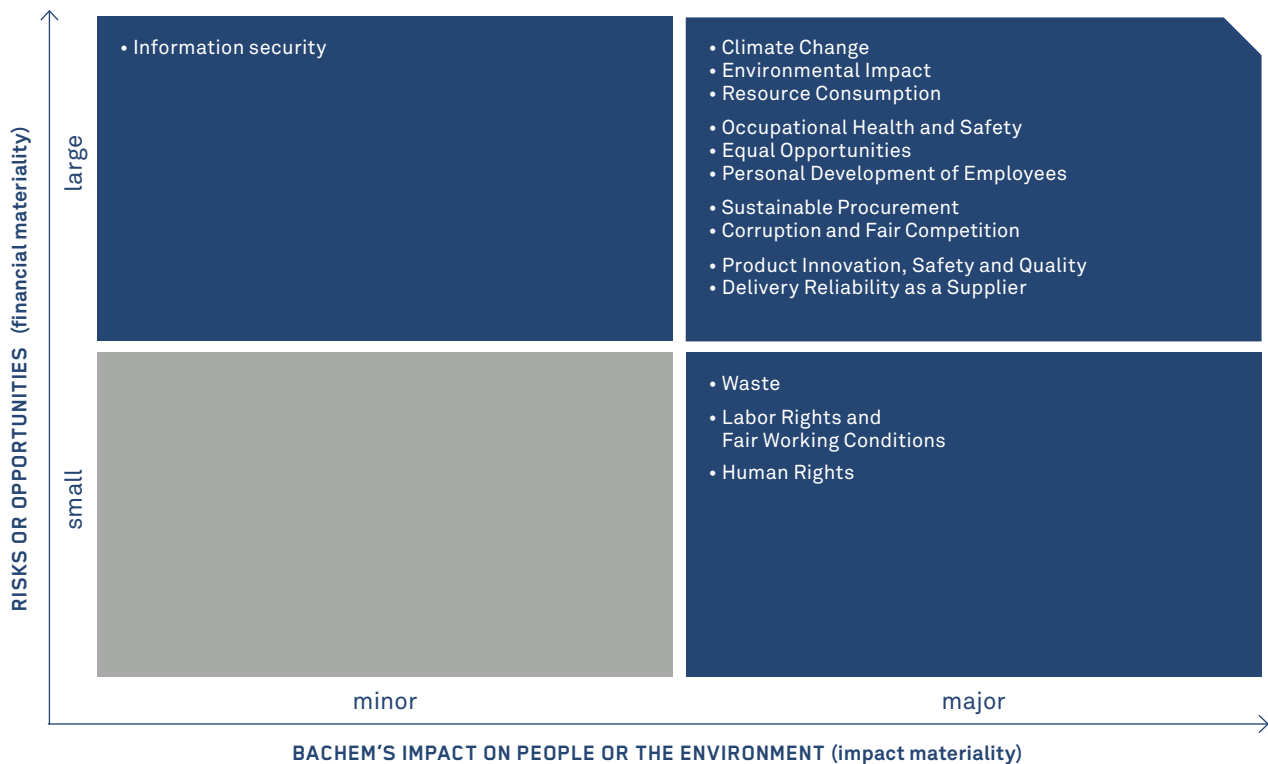 RISKS OR OPPORTUNITIES (financial materiality)
large
small
• Information security
• Climate Change
• Environmental Impact
• Resource Consumption
• Occupational Health and Safety
• Equal Opportunities
• Personal Development of Employees
• Sustainable Procurement
• Corruption and Fair Competition
• Product Innovation, Safety and Quality
• Delivery Reliability as a Supplier
• Waste
• Labor Rights and
Fair Working Conditions
• Human Rights
minor
major
BACHEM’S IMPACT ON PEOPLE OR THE ENVIRONMENT (impact materiality)